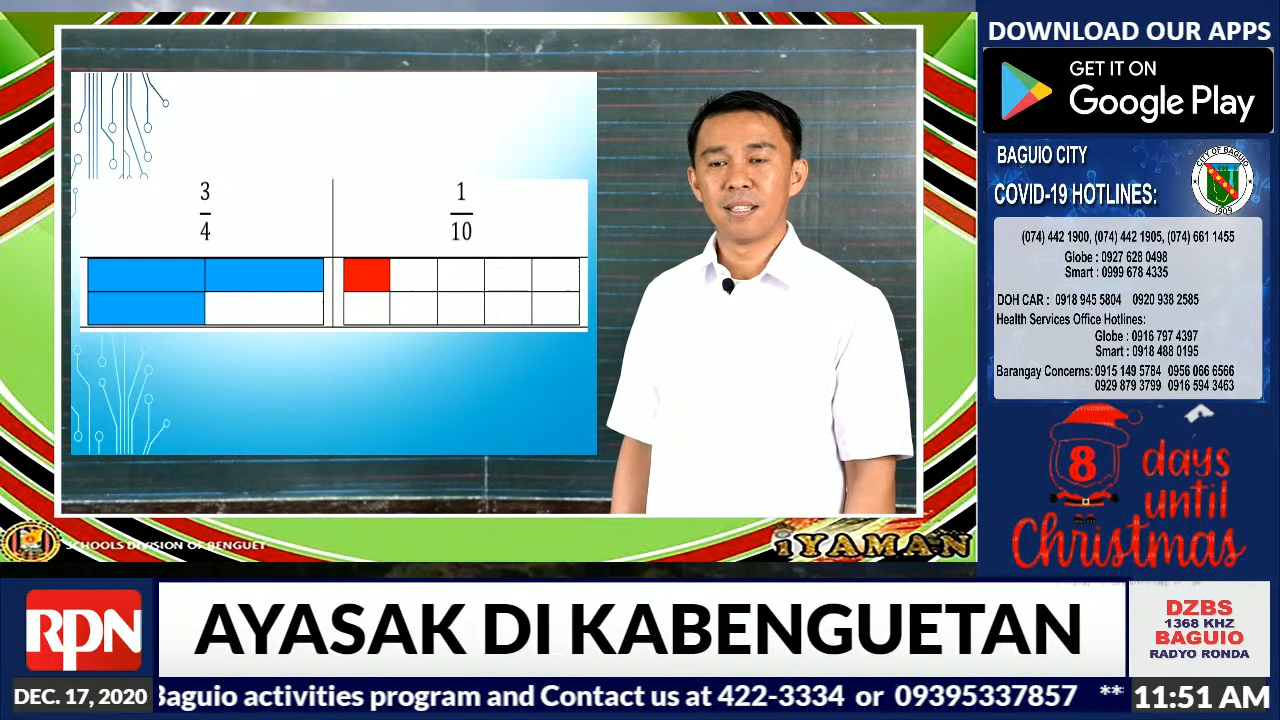 DOWNLOAD OUR APPS
GET IT ON
Google Play
BAGUIO CITY
COVID-19 HOTLINES:
CITY OF BAGUIO
1909
(074) 442 1900, (074) 442 1905, (074) 661 1455
Globe : 0927 628 0498
Smart : 0999 678 4335
DOH CAR : 0918 945 5804 0920 938 2585
Health Services Office Hotlines:
Globe : 0916 797 4397
Smart : 0918 488 0195
Barangay Concerns: 0915 149 5784 0956 066 6566
0929 879 3799 0916 594 3463
8 days
until
Christmas
3
4
1
10
SCHOOLS DIVISION OF BENGUET
iYAMAN
RPN
AYASAK DI KABENGUETAN
DZBS
1368 KHZ
BAGUIO
RADYO RONDA
DEC. 17, 2020
Baguio activities program and Contact us at 422-3334 or 09395337857 **
11:51 AM